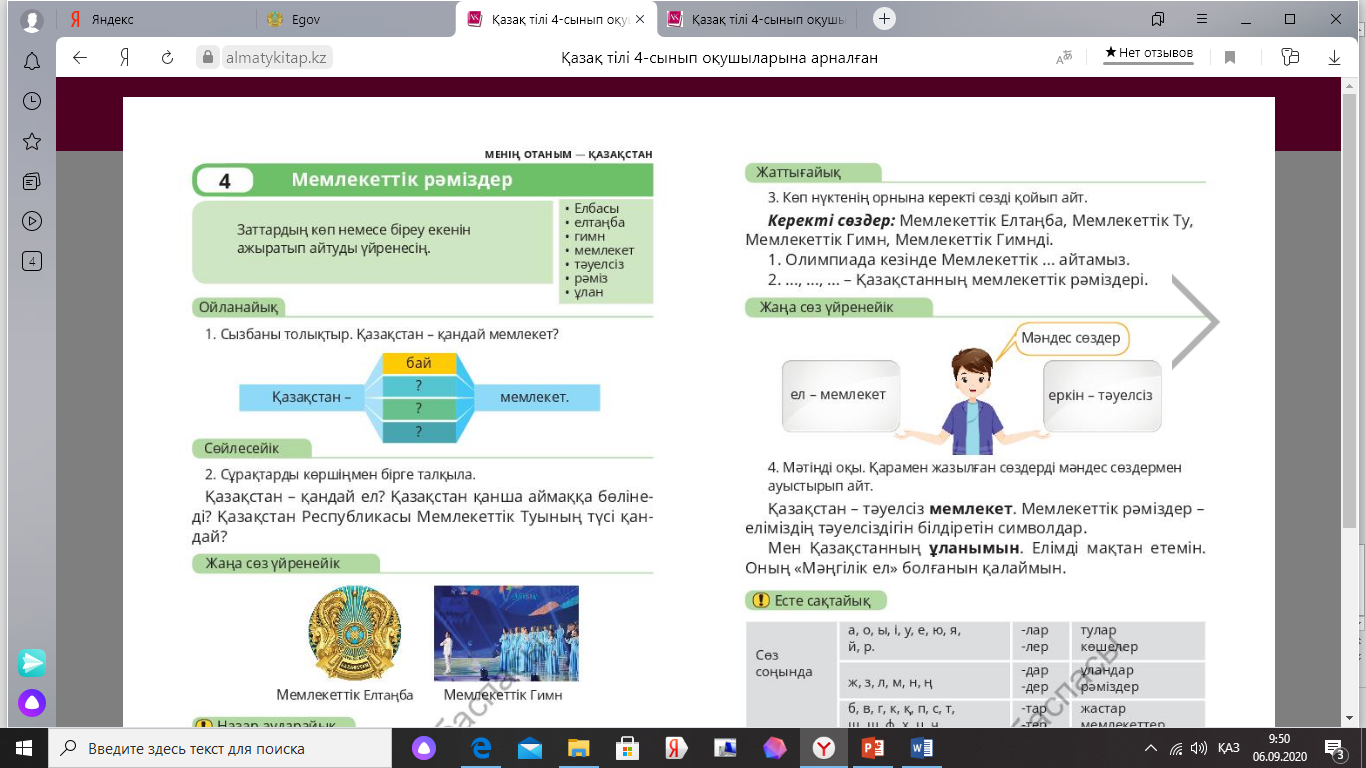 Яндекс
Egov
Қазақ тілі 4-сынып оқу
Қазақ тілі 4-сынып оқушы
almatykitap.kz
Қазақ тілі 4-сынып оқушыларына арналған
Нет отзывов
4
МЕНІҢ ОТАНЫМ — ҚАЗАҚСТАН
4 Мемлекеттік рәміздер
Заттардың көп немесе біреу екенін
ажыратып айтуды үйренесің.
• Елбасы
• елтаңба
• гимн
• мемлекет
• тәуелсіз
• рәміз
• ұлан
Ойланайық
1. Сызбаны толықтыр. Қазақстан – қандай мемлекет?
бай
?
Қазақстан –
мемлекет.
?
?
Сөйлесейік
2. Сұрақтарды көршіңмен бірге талқыла.
Қазақстан – қандай ел? Қазақстан қанша аймаққа бөліне-
ді? Қазақстан Республикасы Мемлекеттік Туының түсі қан-
дай?
Жаңа сөз үйренейік
Мемлекеттік Елтаңба
Мемлекеттік Гимн
Назар аударайық
Жаттығайық
3. Көп нүктенің орнына керекті сөзді қойып айт.
Керекті сөздер: Мемлекеттік Елтаңба, Мемлекеттік Ту,
Мемлекеттік Гимн, Мемлекеттік Гимнді.
1. Олимпиада кезінде Мемлекеттік ... айтамыз.
2. ..., ..., ... – Қазақстанның мемлекеттік рәміздері.
Жаңа сөз үйренейік
Мәндес сөздер
ел – мемлекет
еркін – тәуелсіз
4. Мәтінді оқы. Қарамен жазылған сөздерді мәндес сөздермен
ауыстырып айт.
Қазақстан – тәуелсіз мемлекет. Мемлекеттік рәміздер –
еліміздің тәуелсіздігін білдіретін символдар.
Мен Қазақстанның ұланымын. Елімді мақтан етемін.
Оның «Мәңгілік ел» болғанын қалаймын.
Есте сақтайық
Сөз
соңында
а, о, ы, і, у, е, ю, я,
й, р.
-лар
-лер
тулар
көшелер
ж, з, л, м, н, ң
-дар
-дер
ұландар
рәміздер
б, в, г, к, қ, п, с, т,
ш, щ, ф, х, ц, ч
-тар
-тер
жастар
мемлекеттер
баспасы
баспасы
Введите здесь текст для поиска
ҚАЗ
9:50
06.09.2020
3